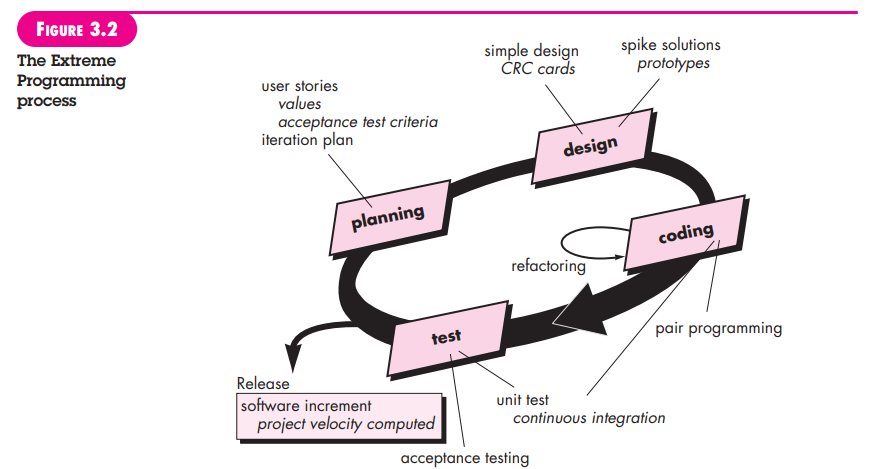 FIGURE 3.2
The Extreme
Programming
process
simple design
CRC cards
spike solutions
prototypes
user stories
values
acceptance test criteria
iteration plan
design
planning
coding
refactoring
test
pair programming
Release
software increment
project velocity computed
unit test
continuous integration
acceptance testing